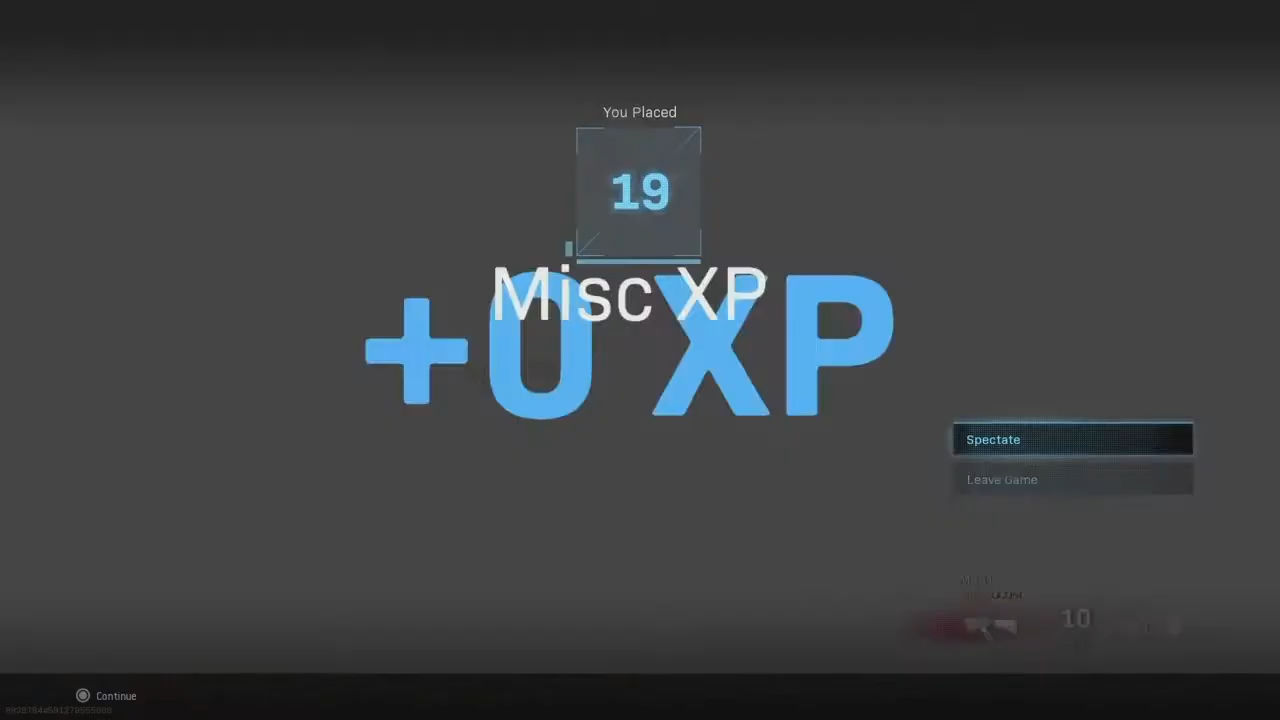 You Placed
19
Misc XP
+0 XP
Spectate
Leave Game
10
Continue